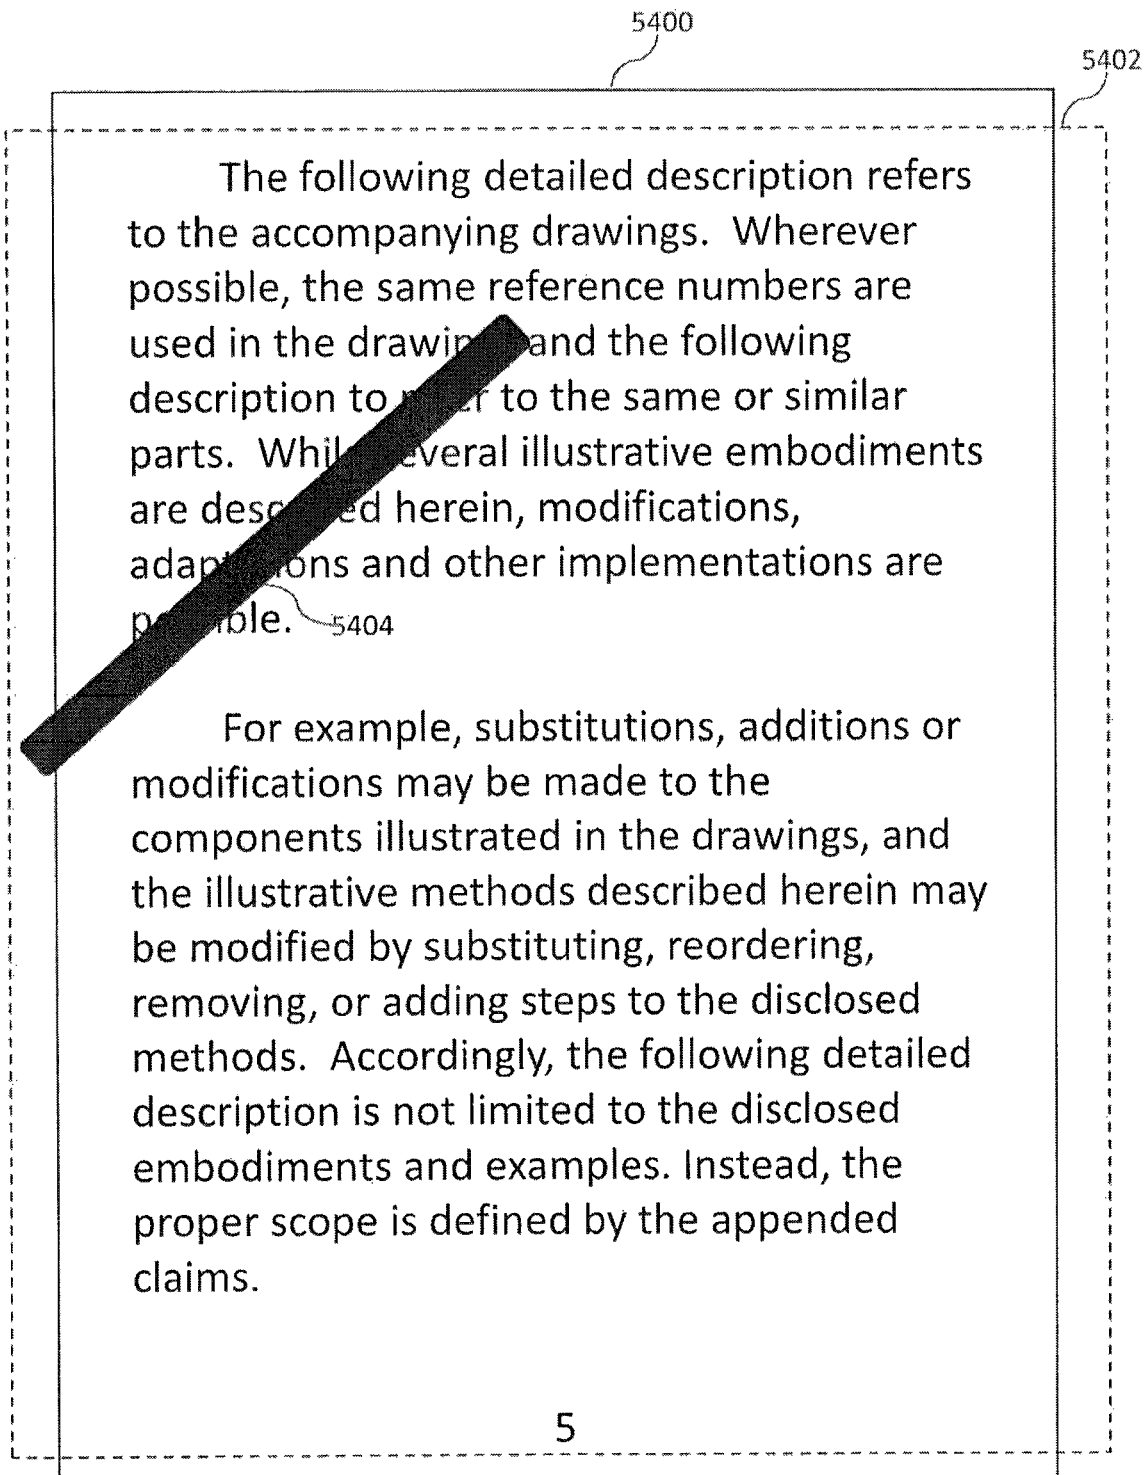 5400
5402
The following detailed description refers
to the accompanying drawings.  Wherever
possible, the same reference numbers are
used in the and the following
description to to the same or similar
parts. illustrative embodiments
are herein, modifications,
and other implementations are
5404
For example, substitutions, additions or
modifications may be made to the
components illustrated in the drawings, and
the illustrative methods described herein may
be modified by substituting, reordering,
removing, or adding steps to the disclosed
methods.  Accordingly, the following detailed
description is not limited to the disclosed
embodiments and examples. Instead, the
proper scope is defined by the appended
claims.
5